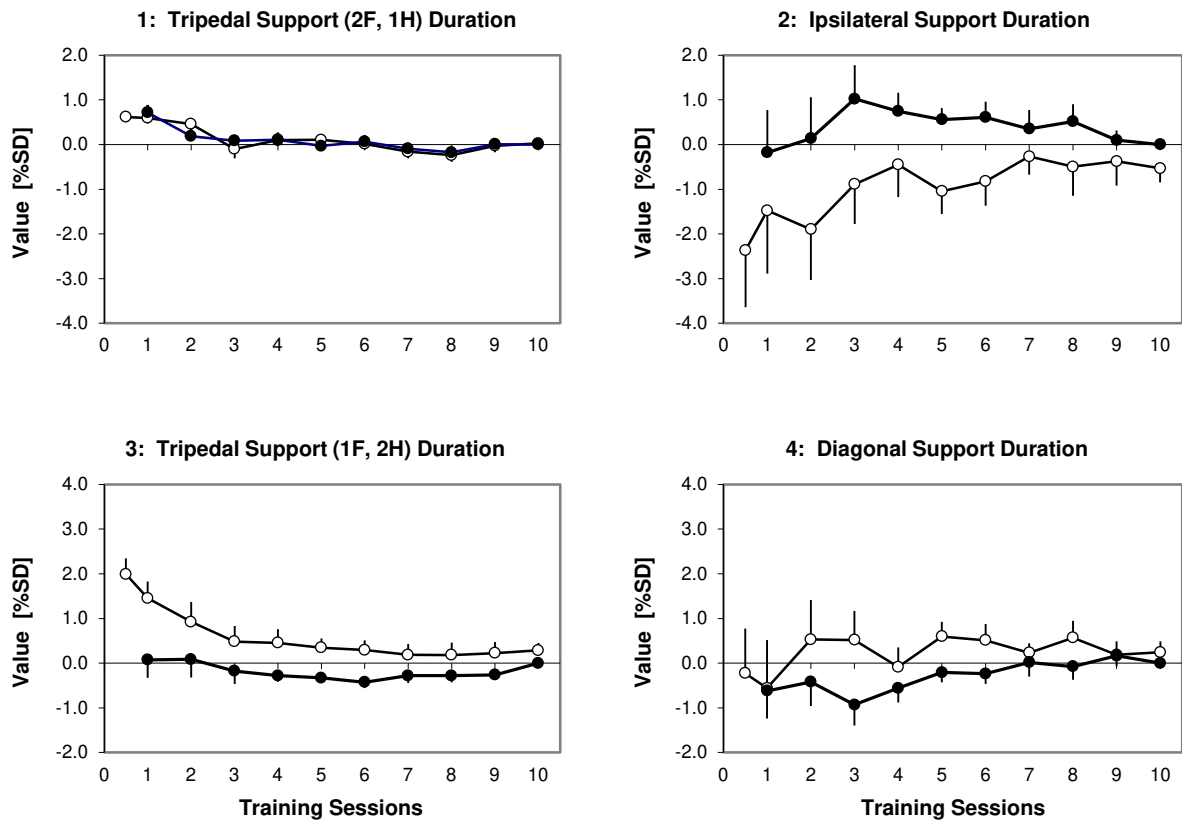 1: Tripedal Support (2F, 1H) Duration
2.0
1.0
0.0
-1.0
-2.0
-3.0
-4.0
Value [%SD]
0 1 2 3 4 5 6 7 8 9 10
2: Ipsilateral Support Duration
2.0
1.0
0.0
-1.0
-2.0
-3.0
-4.0
Value [%SD]
0 1 2 3 4 5 6 7 8 9 10
3: Tripedal Support (1F, 2H) Duration
4.0
3.0
2.0
1.0
0.0
-1.0
-2.0
Value [%SD]
0 1 2 3 4 5 6 7 8 9 10
Training Sessions
4: Diagonal Support Duration
4.0
3.0
2.0
1.0
0.0
-1.0
-2.0
Value [%SD]
0 1 2 3 4 5 6 7 8 9 10
Training Sessions